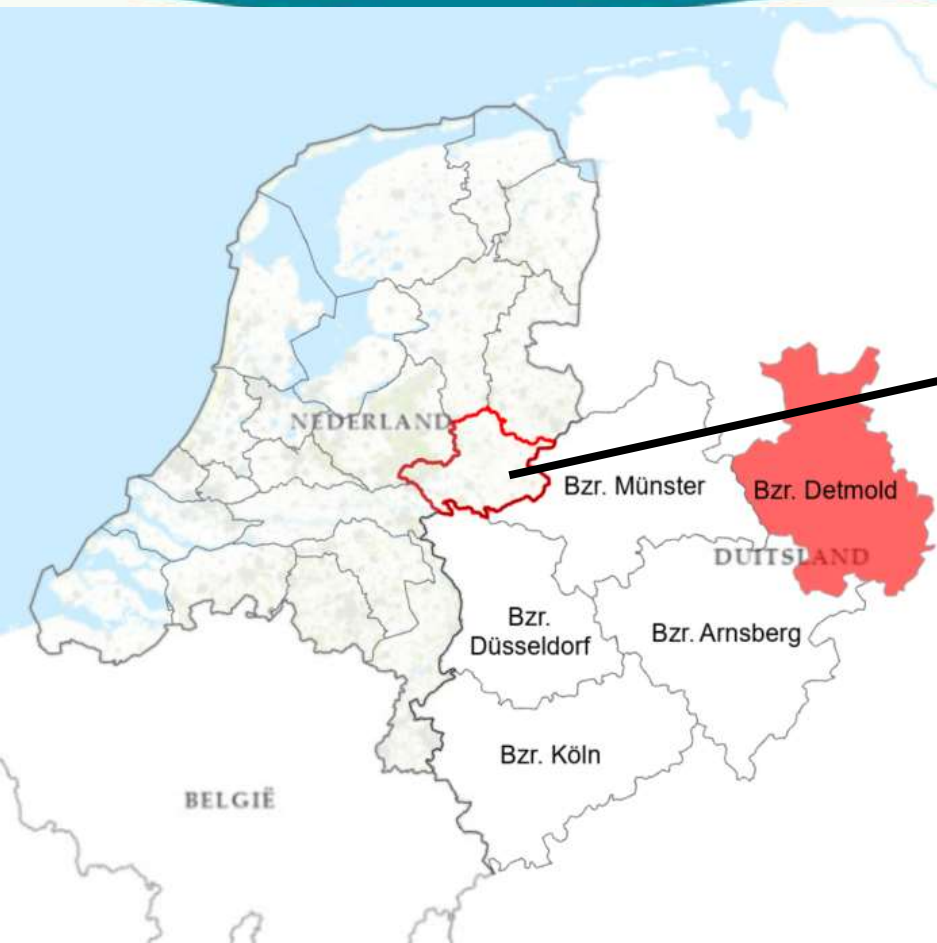 NEDERLAND
Bzr. Münster
Bzr. Detmold
DUITSLAND
Bzr.
Düsseldorf
Bzr. Arnsberg
Bzr. Köln
BELGIË